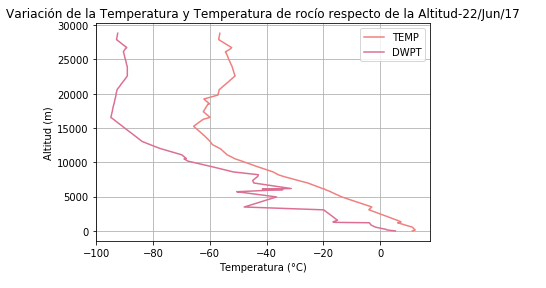 Variación de la Temperatura y Temperatura de rocío respecto de la Altitud-22/Jun/17
30000
25000
20000
15000
10000
5000
0
Altitud (m)
TEMP
DWPT
−100 −80 −60 −40 −20 0
Temperatura (°C)